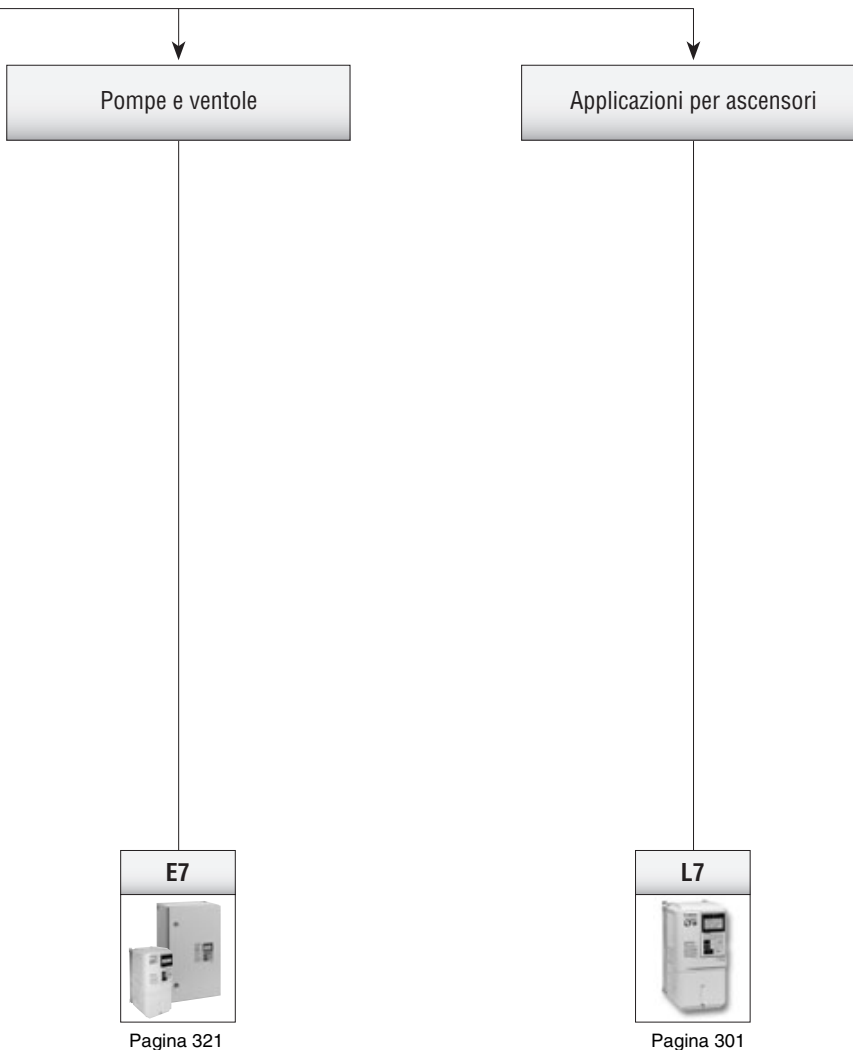 Pompe e ventole
Applicazioni per ascensori
E7
L7
Pagina 321
Pagina 301